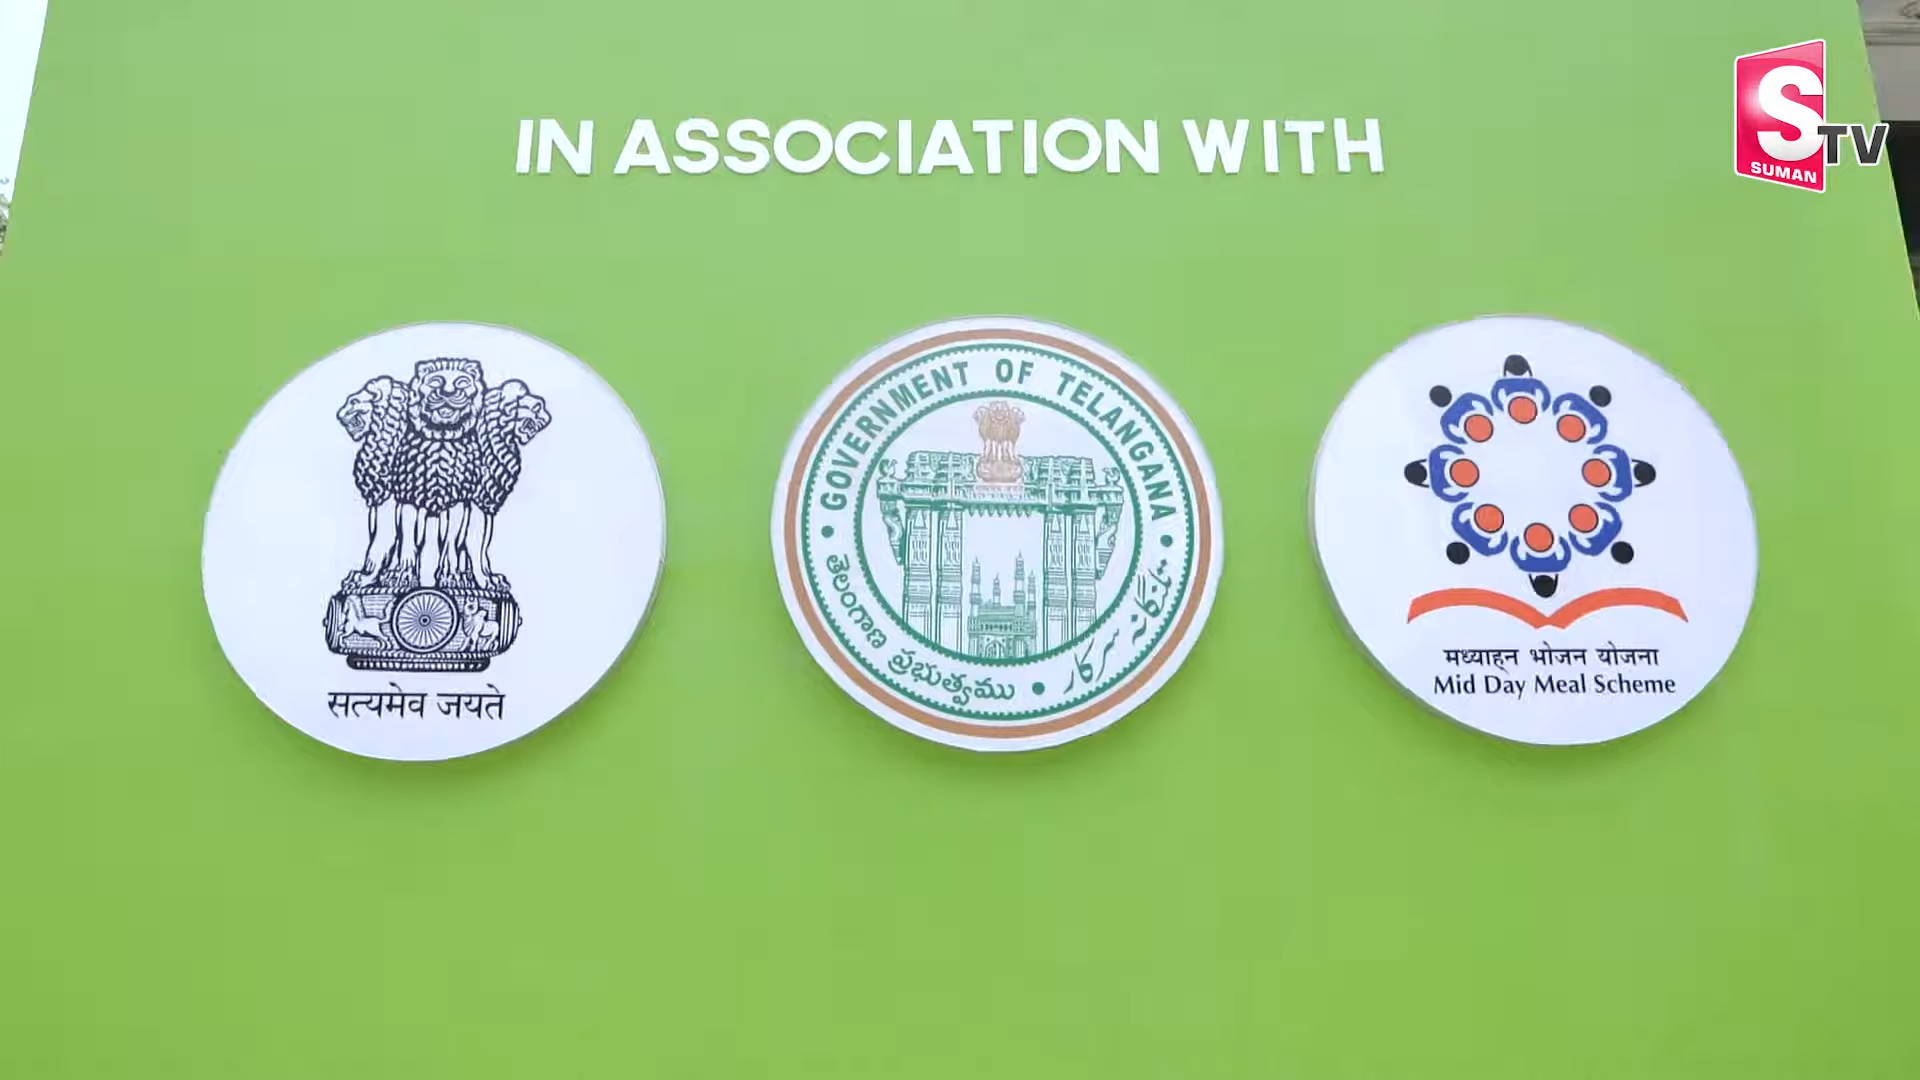 IN ASSOCIATION WITH
S TV
SUMAN
सत्यमेव जयते
GOVERNMENT OF TELANGANA
తెలంగాణ ప్రభుత్వము
تلنگانہ سرکار
मध्याह्न भोजन योजना
Mid Day Meal Scheme